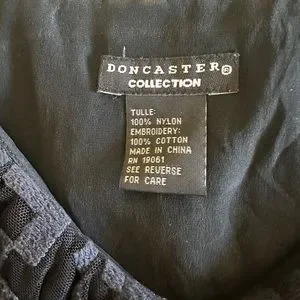 DONCASTER®
COLLECTION
TULLE:
100% NYLON
EMBROIDERY:
100% COTTON
MADE IN CHINA
RN 19061
SEE REVERSE
FOR CARE